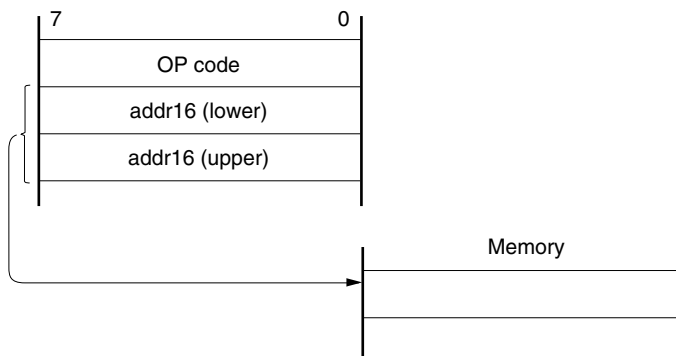 7 0
OP code
addr16 (lower)
addr16 (upper)
Memory